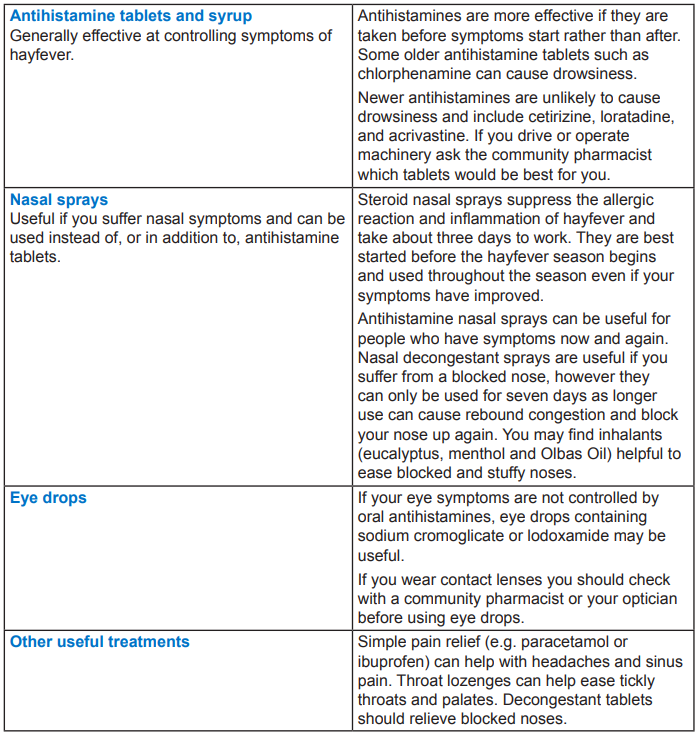 Antihistamine tablets and syrup
Generally effective at controlling symptoms of
hayfever.
Antihistamines are more effective if they are
taken before symptoms start rather than after.
Some older antihistamine tablets such as
chlorphenamine can cause drowsiness.
Newer antihistamines are unlikely to cause
drowsiness and include cetirizine, loratadine,
and acrivastine. If you drive or operate
machinery ask the community pharmacist
which tablets would be best for you.
Nasal sprays
Useful if you suffer nasal symptoms and can be
used instead of, or in addition to, antihistamine
tablets.
Steroid nasal sprays suppress the allergic
reaction and inflammation of hayfever and
take about three days to work. They are best
started before the hayfever season begins
and used throughout the season even if your
symptoms have improved.
Antihistamine nasal sprays can be useful for
people who have symptoms now and again.
Nasal decongestant sprays are useful if you
suffer from a blocked nose, however they
can only be used for seven days as longer
use can cause rebound congestion and block
your nose up again. You may find inhalants
(eucalyptus, menthol and Olbas Oil) helpful to
ease blocked and stuffy noses.
Eye drops
If your eye symptoms are not controlled by
oral antihistamines, eye drops containing
sodium cromoglicate or lodoxamide may be
useful.
If you wear contact lenses you should check
with a community pharmacist or your optician
before using eye drops.
Other useful treatments
Simple pain relief (e.g. paracetamol or
ibuprofen) can help with headaches and sinus
pain. Throat lozenges can help ease tickly
throats and palates. Decongestant tablets
should relieve blocked noses.